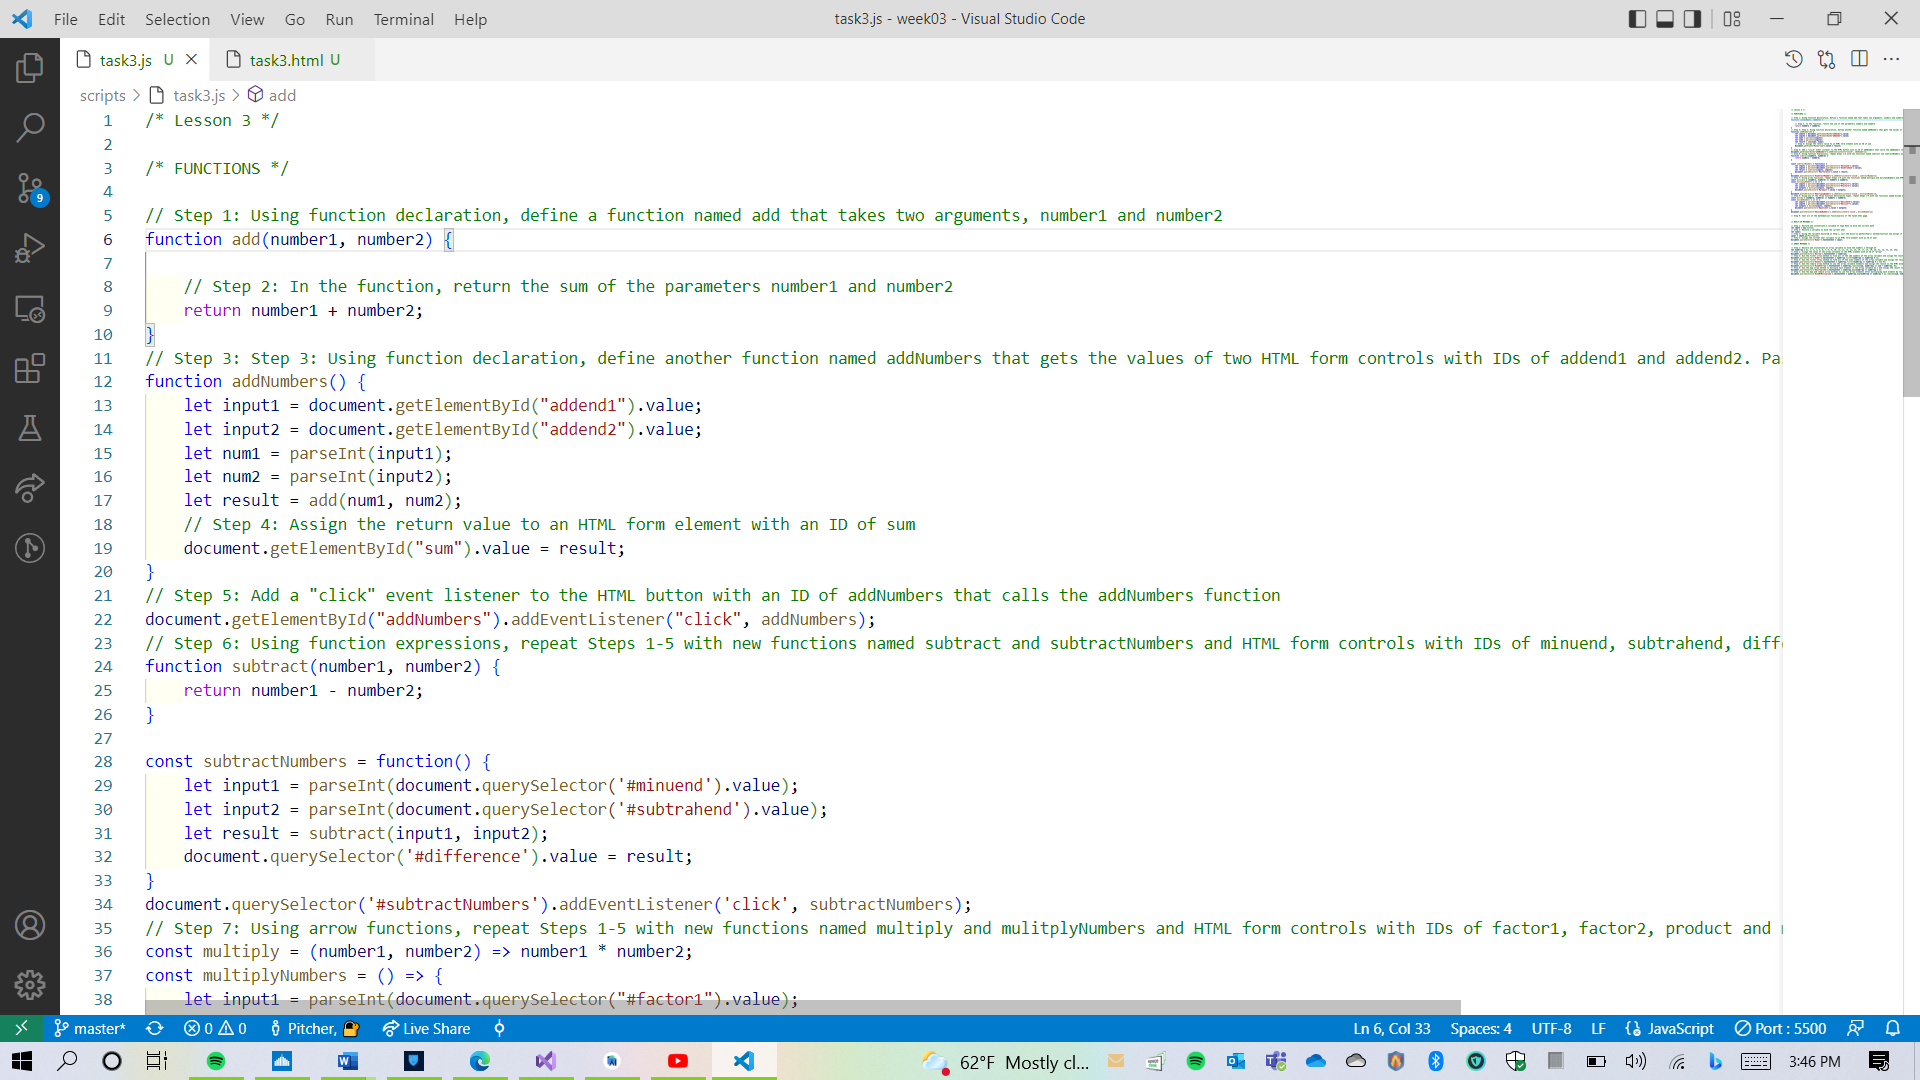 File Edit Selection View Go Run Terminal Help task3.js - week03 - Visual Studio Code
task3.js U task3.html U
scripts task3.js add
1 /* Lesson 3 */
2
3 /* FUNCTIONS */
4
5 // Step 1: Using function declaration, define a function named add that takes two arguments, number1 and number2
6 function add(number1, number2) {
7
8 // Step 2: In the function, return the sum of the parameters number1 and number2
9 return number1 + number2;
10 }
11 // Step 3: Step 3: Using function declaration, define another function named addNumbers that gets the values of two HTML form controls with IDs of addend1 and addend2. Pa
12 function addNumbers() {
13 let input1 = document.getElementById("addend1").value;
14 let input2 = document.getElementById("addend2").value;
15 let num1 = parseInt(input1);
16 let num2 = parseInt(input2);
17 let result = add(num1, num2);
18 // Step 4: Assign the return value to an HTML form element with an ID of sum
19 document.getElementById("sum").value = result;
20 }
21 // Step 5: Add a "click" event listener to the HTML button with an ID of addNumbers that calls the addNumbers function
22 document.getElementById("addNumbers").addEventListener("click", addNumbers);
23 // Step 6: Using function expressions, repeat Steps 1-5 with new functions named subtract and subtractNumbers and HTML form controls with IDs of minuend, subtrahend, diff
24 function subtract(number1, number2) {
25 return number1 - number2;
26 }
27
28 const subtractNumbers = function() {
29 let input1 = parseInt(document.querySelector('#minuend').value);
30 let input2 = parseInt(document.querySelector('#subtrahend').value);
31 let result = subtract(input1, input2);
32 document.querySelector('#difference').value = result;
33 }
34 document.querySelector('#subtractNumbers').addEventListener('click', subtractNumbers);
35 // Step 7: Using arrow functions, repeat Steps 1-5 with new functions named multiply and mulitplyNumbers and HTML form controls with IDs of factor1, factor2, product and
36 const multiply = (number1, number2) => number1 * number2;
37 const multiplyNumbers = () => {
38 let input1 = parseInt(document.querySelector("#factor1").value);
9
master* 0 0 Pitcher, Live Share Ln 6, Col 33 Spaces: 4 UTF-8 LF JavaScript Port : 5500
62°F Mostly cl... 3:46 PM